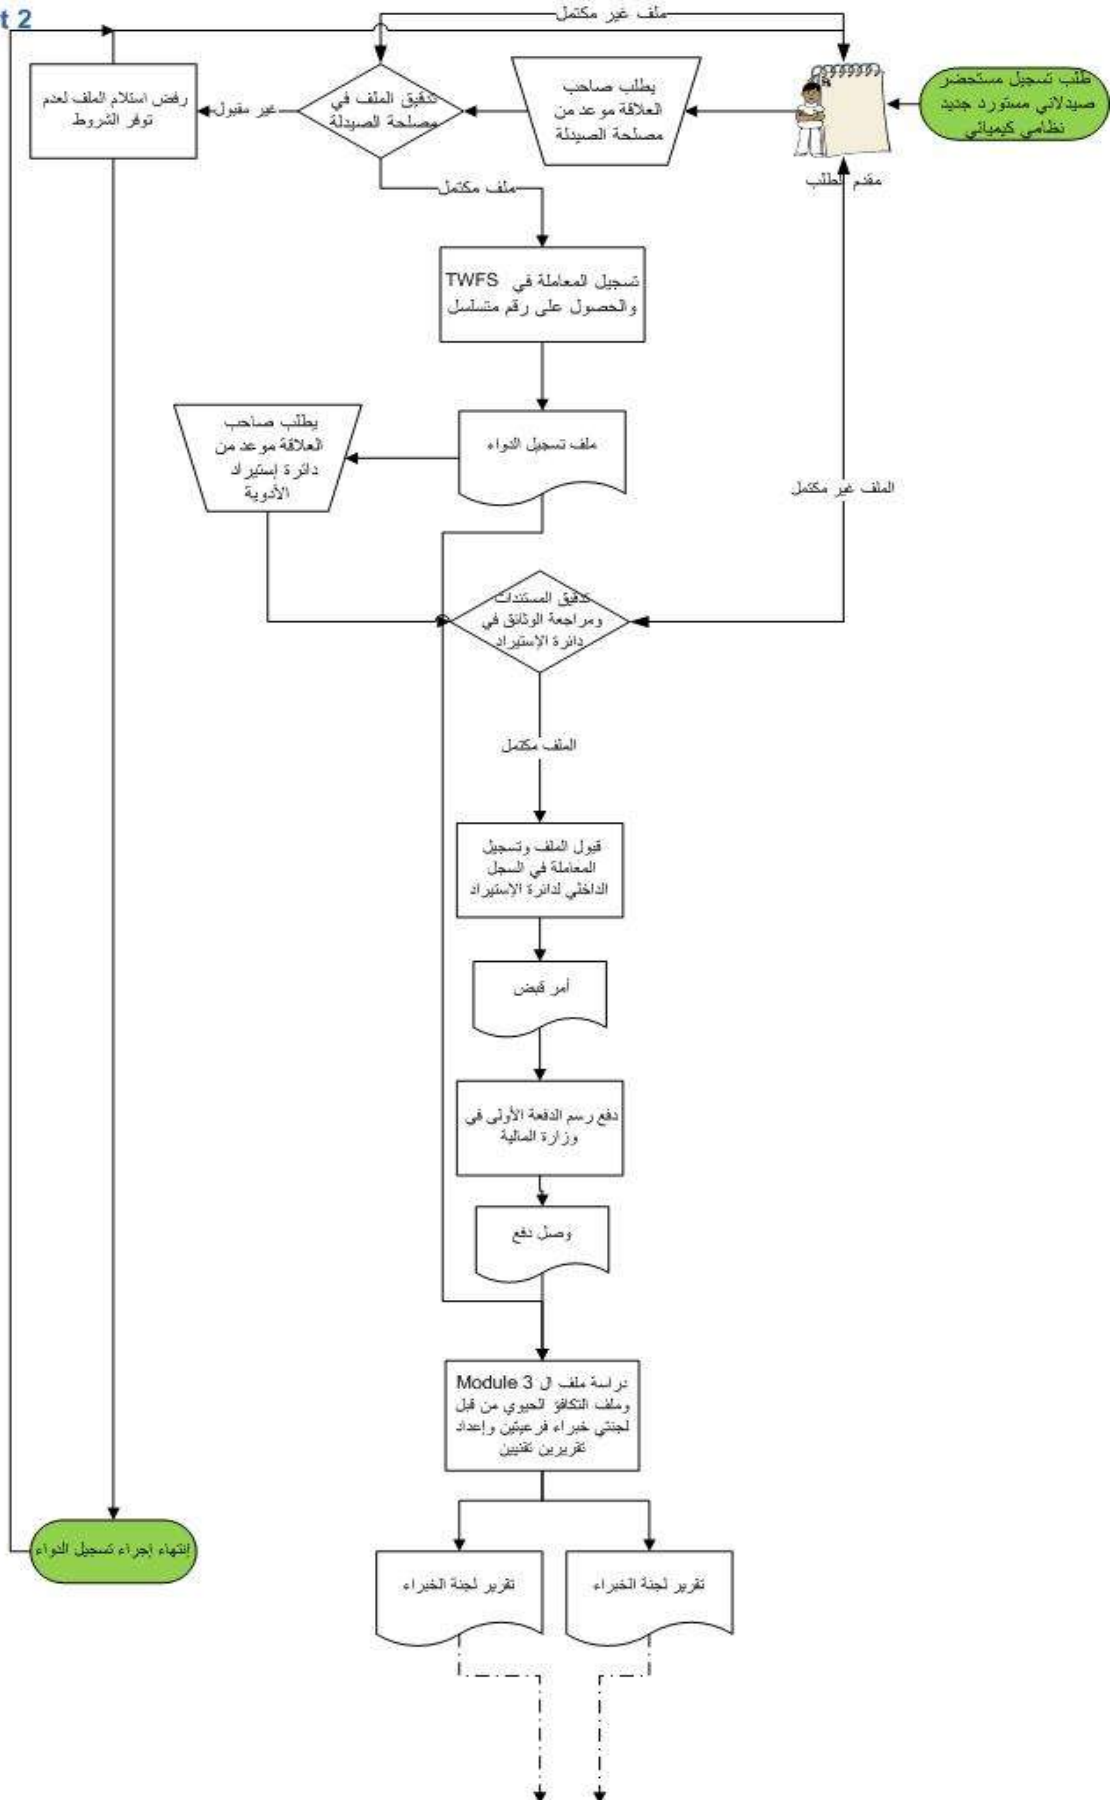 t 2
ملف غير مكتمل
طلب تسجيل مستحضر
صيدلاني مستورد جديد
نظامي كيميائي
مقدم الطلب
يطلب صاحب
العلاقة موعد من
مصلحة الصيدلة
تدقيق الملف في
مصلحة الصيدلة
غير مقبول
رفض استلام الملف لعدم
توفر الشروط
ملف مكتمل
تسجيل المعاملة في TWFS
والحصول على رقم متسلسل
ملف تسجيل الدواء
يطلب صاحب
العلاقة موعد من
دائرة إستيراد
الأدوية
الملف غير مكتمل
تدقيق المستندات
ومراجعة الوثائق في
دائرة الإستيراد
الملف مكتمل
قبول الملف وتسجيل
المعاملة في السجل
الداخلي لدائرة الإستيراد
أمر قبض
دفع رسم الدفعة الأولى في
وزارة المالية
وصل دفع
دراسة ملف ال Module 3
وملف التكافؤ الحيوي من قبل
لجنتي خبراء فرعيتين وإعداد
تقريرين تقنيين
إنتهاء إجراء تسجيل الدواء
تقرير لجنة الخبراء
تقرير لجنة الخبراء